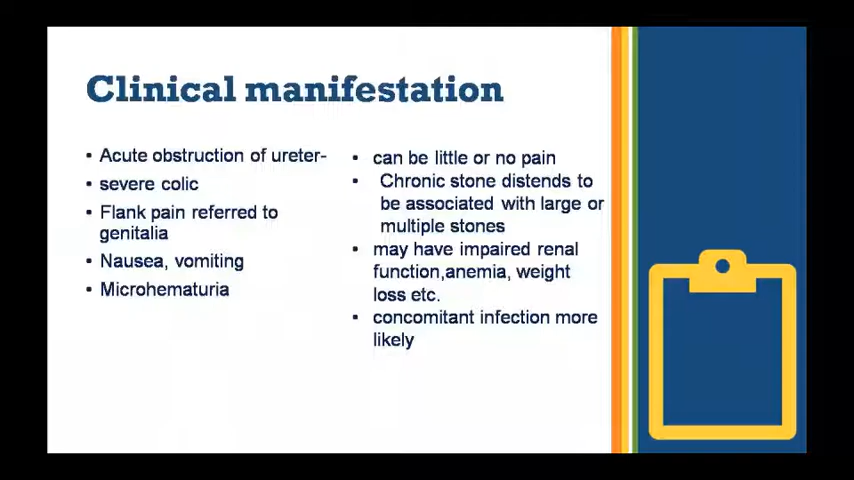 Clinical manifestation
• Acute obstruction of ureter-
• severe colic
• Flank pain referred to
genitalia
• Nausea, vomiting
• Microhematuria
• can be little or no pain
• Chronic stone distends to
be associated with large or
multiple stones
• may have impaired renal
function,anemia, weight
loss etc.
• concomitant infection more
likely